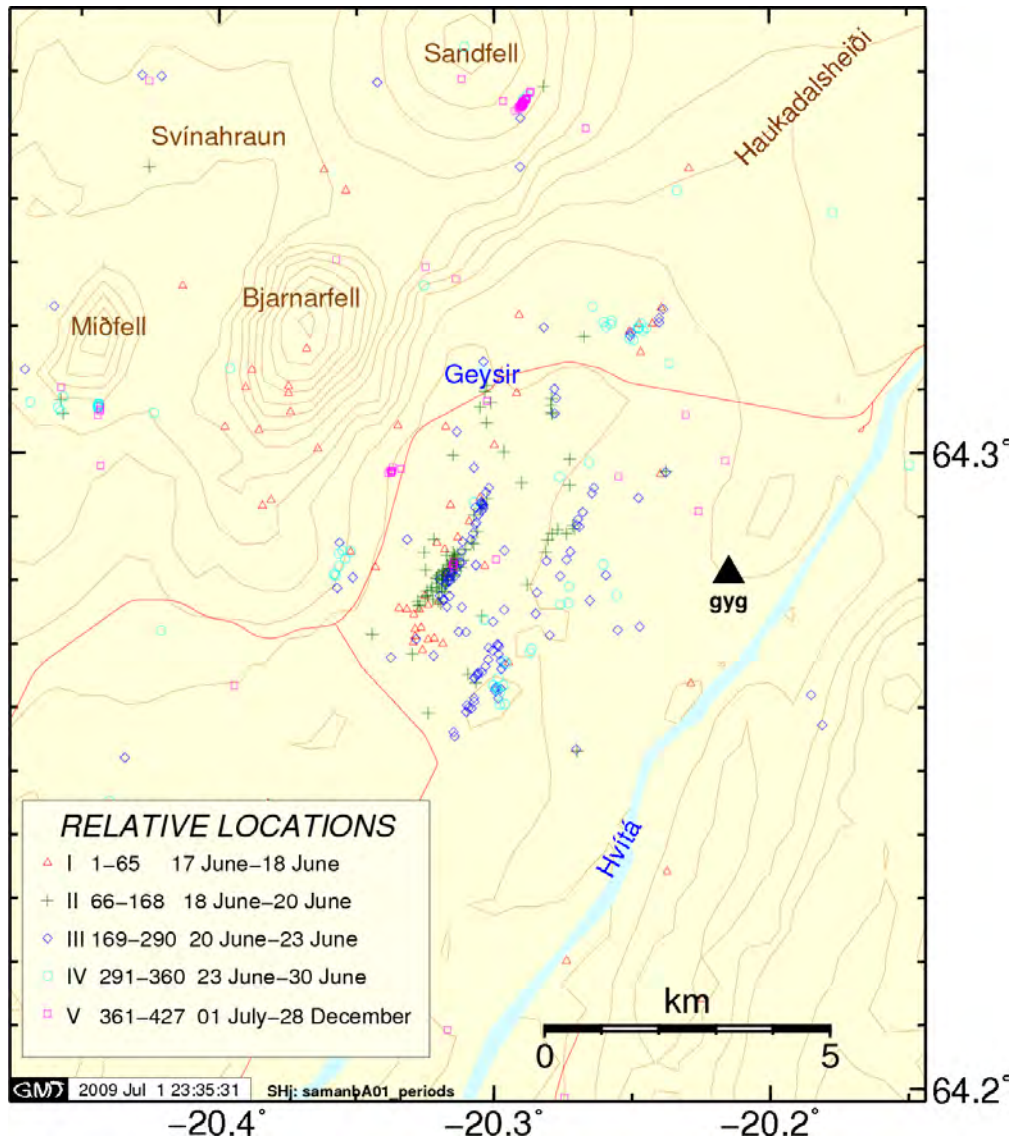 Sandfell
Haukadalsheiði
Svínahraun
Bjarnarfell
Miðfell
Geysir
64.3°
gyg
Hvítá
RELATIVE LOCATIONS
I 1-65 17 June-18 June
II 66-168 18 June-20 June
III 169-290 20 June-23 June
IV 291-360 23 June-30 June
V 361-427 01 July-28 December
km
0 5
GMT 2009 Jul 1 23:35:31 SHj: samanbA01_periods
64.2°
-20.4° -20.3° -20.2°